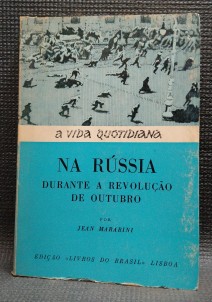 a vida quotidiana
NA RÚSSIA
DURANTE A REVOLUÇÃO
DE OUTUBRO
POR
JEAN MARABINI
EDIÇÃO «LIVROS DO BRASIL» LISBOA